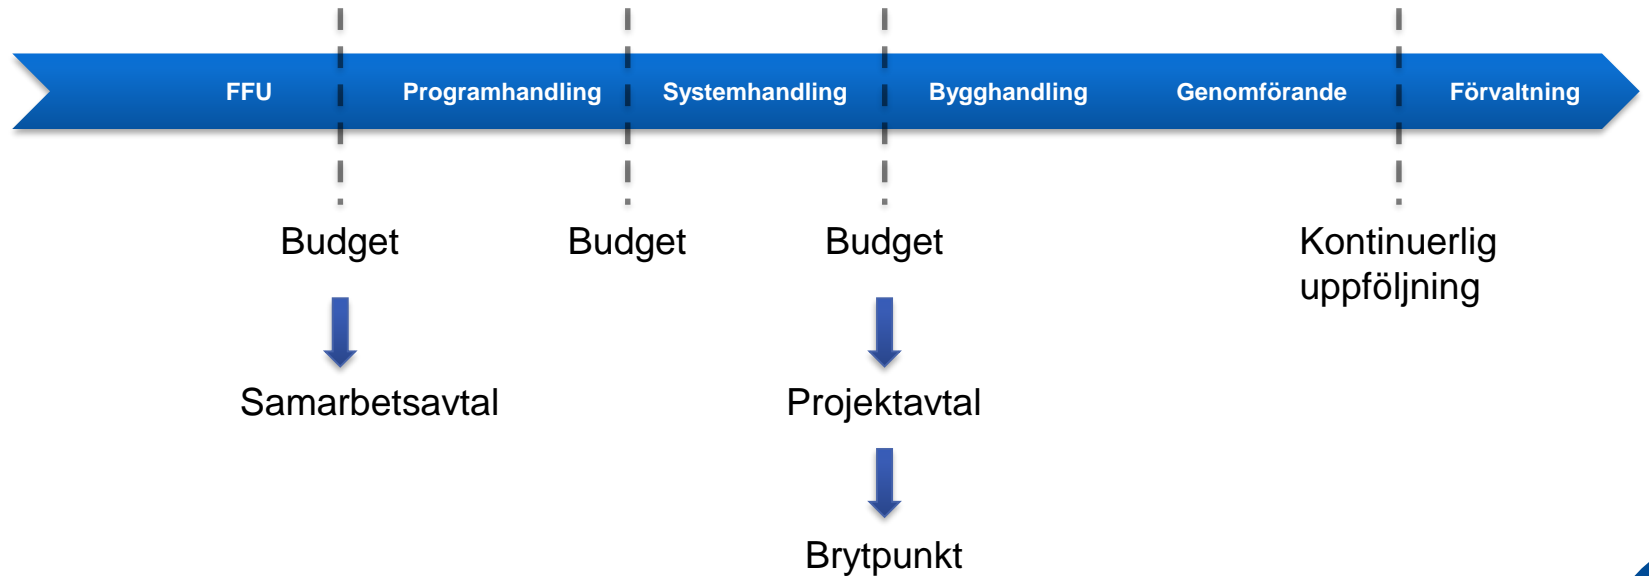 FFU
Programhandling
Systemhandling
Bygghandling
Genomförande
Förvaltning
Budget
Budget
Budget
Kontinuerlig
uppföljning
Samarbetsavtal
Projektavtal
Brytpunkt